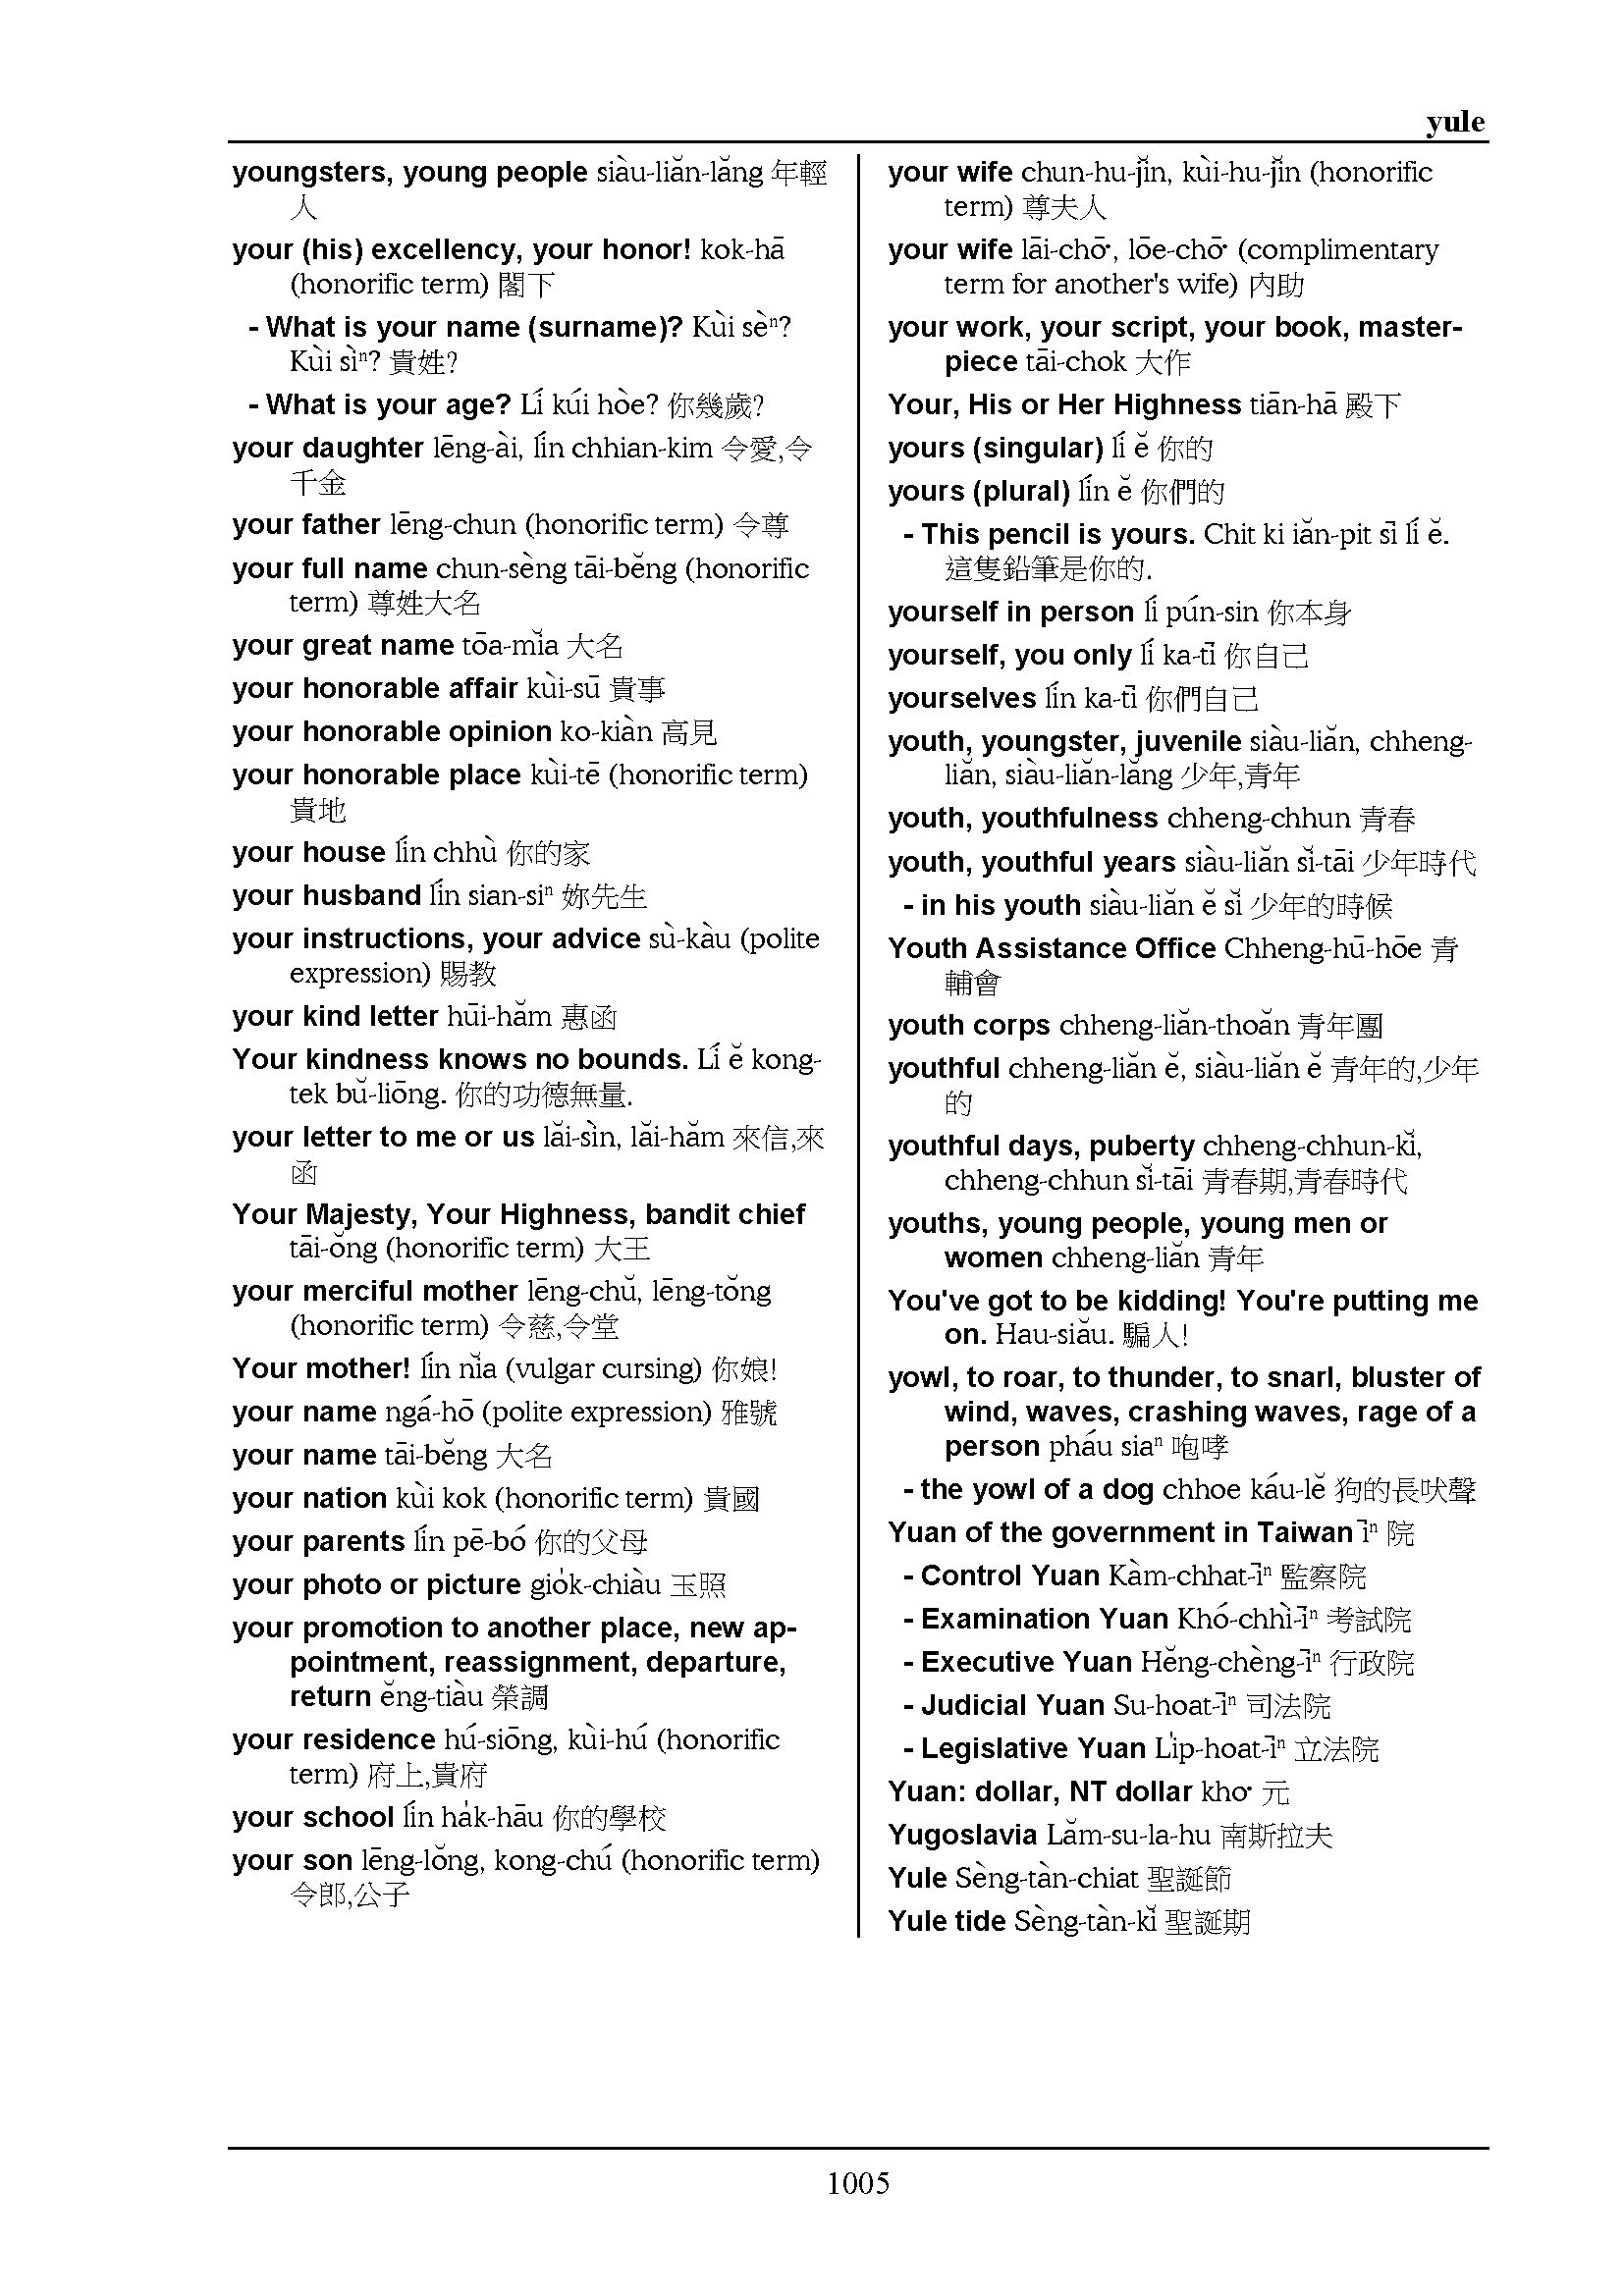 yule
youngsters, young people siàu-liăn-lăng 年輕
人
your (his) excellency, your honor! kok-hā
(honorific term) 閣下
- What is your name (surname)? Kùi sèⁿ?
Kùi sìⁿ? 貴姓?
- What is your age? Lí kúi hòe? 你幾歲?
your daughter lēng-ài, lín chhian-kim 令愛,令
千金
your father lēng-chun (honorific term) 令尊
your full name chun-sèng tāi-bĕng (honorific
term) 尊姓大名
your great name tōa-mĭa 大名
your honorable affair kùi-sū 貴事
your honorable opinion ko-kiàn 高見
your honorable place kùi-tē (honorific term)
貴地
your house lín chhù 你的家
your husband lín sian-siⁿ 妳先生
your instructions, your advice sù-kàu (polite
expression) 賜教
your kind letter hūi-hăm 惠函
Your kindness knows no bounds. Lí ĕ kong-
tek bŭ-liōng. 你的功德無量.
your letter to me or us lăi-sìn, lăi-hăm 來信,來
函
Your Majesty, Your Highness, bandit chief
tāi-ŏng (honorific term) 大王
your merciful mother lēng-chŭ, lēng-tŏng
(honorific term) 令慈,令堂
Your mother! lín nĭa (vulgar cursing) 你娘!
your name ngá-hō (polite expression) 雅號
your name tāi-bĕng 大名
your nation kùi kok (honorific term) 貴國
your parents lín pē-bó 你的父母
your photo or picture gio̍k-chiàu 玉照
your promotion to another place, new ap-
pointment, reassignment, departure,
return ĕng-tiàu 榮調
your residence hú-siōng, kùi-hú (honorific
term) 府上,貴府
your school lín ha̍k-hāu 你的學校
your son lēng-lŏng, kong-chú (honorific term)
令郎,公子
your wife chun-hu-jĭn, kùi-hu-jĭn (honorific
term) 尊夫人
your wife lāi-chō͘, lōe-chō͘ (complimentary
term for another's wife) 內助
your work, your script, your book, master-
piece tāi-chok 大作
Your, His or Her Highness tiān-hā 殿下
yours (singular) lí ĕ 你的
yours (plural) lín ĕ 你們的
- This pencil is yours. Chit ki iăn-pit sī lí ĕ.
這隻鉛筆是你的.
yourself in person lí pún-sin 你本身
yourself, you only lí ka-tī 你自己
yourselves lín ka-tī 你們自己
youth, youngster, juvenile siàu-liăn, chheng-
liăn, siàu-liăn-lăng 少年,青年
youth, youthfulness chheng-chhun 青春
youth, youthful years siàu-liăn sĭ-tāi 少年時代
- in his youth siàu-liăn ĕ sĭ 少年的時候
Youth Assistance Office Chheng-hū-hōe 青
輔會
youth corps chheng-liăn-thoăn 青年團
youthful chheng-liăn ĕ, siàu-liăn ĕ 青年的,少年
的
youthful days, puberty chheng-chhun-kĭ,
chheng-chhun sĭ-tāi 青春期,青春時代
youths, young people, young men or
women chheng-liăn 青年
You've got to be kidding! You're putting me
on. Hau-siău. 騙人!
yowl, to roar, to thunder, to snarl, bluster of
wind, waves, crashing waves, rage of a
person pháu siaⁿ 咆哮
- the yowl of a dog chhoe káu-lĕ 狗的長吠聲
Yuan of the government in Taiwan īⁿ 院
- Control Yuan Kàm-chhat-īⁿ 監察院
- Examination Yuan Khó-chhì-īⁿ 考試院
- Executive Yuan Hĕng-chèng-īⁿ 行政院
- Judicial Yuan Su-hoat-īⁿ 司法院
- Legislative Yuan Li̍p-hoat-īⁿ 立法院
Yuan: dollar, NT dollar kho͘ 元
Yugoslavia Lăm-su-la-hu 南斯拉夫
Yule Sèng-tàn-chiat 聖誕節
Yule tide Sèng-tàn-kĭ 聖誕期
1005